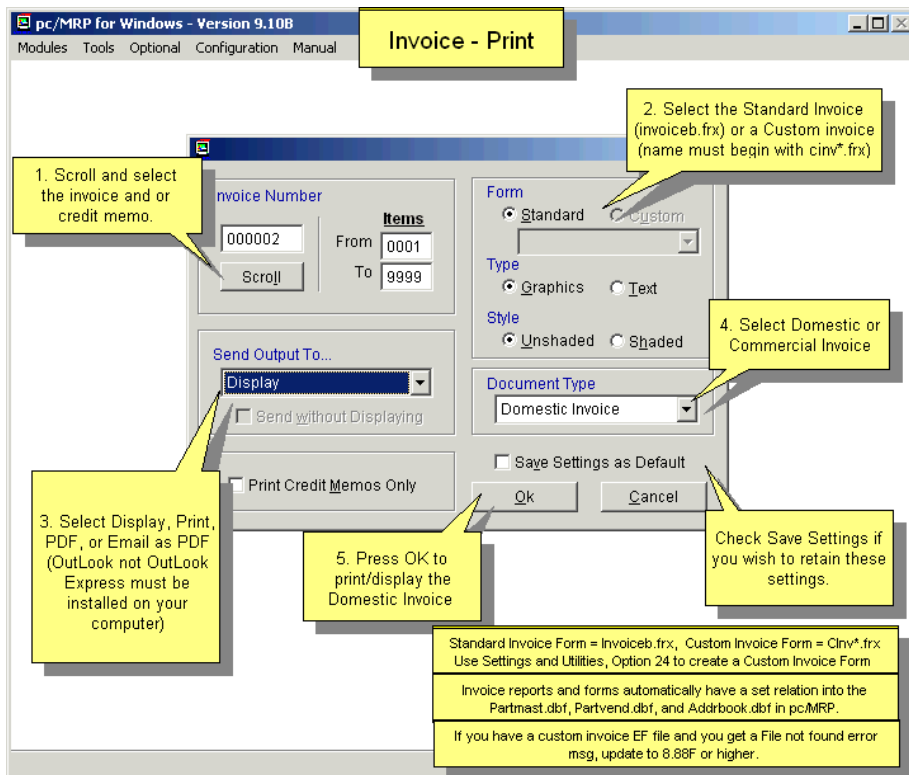 pc/MRP for Windows - Version 9.10B
Modules Tools Optional Configuration Manual
Invoice - Print
2. Select the Standard Invoice
(invoiceb.frx) or a Custom invoice
(name must begin with cinv*.frx)
1. Scroll and select
the invoice and or
credit memo.
nvoice Number
Items
000002
From 0001
To 9999
Scroll
Form
Standard Custom
Type
Graphics Text
Style
Unshaded Shaded
4. Select Domestic or
Commercial Invoice
Send Output To...
Display
Send without Displaying
Document Type
Domestic Invoice
Print Credit Memos Only
Save Settings as Default
Ok Cancel
3. Select Display, Print,
PDF, or Email as PDF
(OutLook not OutLook
Express must be
installed on your
computer)
5. Press OK to
print/display the
Domestic Invoice
Check Save Settings if
you wish to retain these
settings.
Standard Invoice Form = Invoiceb.frx, Custom Invoice Form = CInv*.frx
Use Settings and Utilities, Option 24 to create a Custom Invoice Form
Invoice reports and forms automatically have a set relation into the
Partmast.dbf, Partvend.dbf, and Addrbook.dbf in pc/MRP.
If you have a custom invoice EF file and you get a File not found error
msg, update to 8.88F or higher.